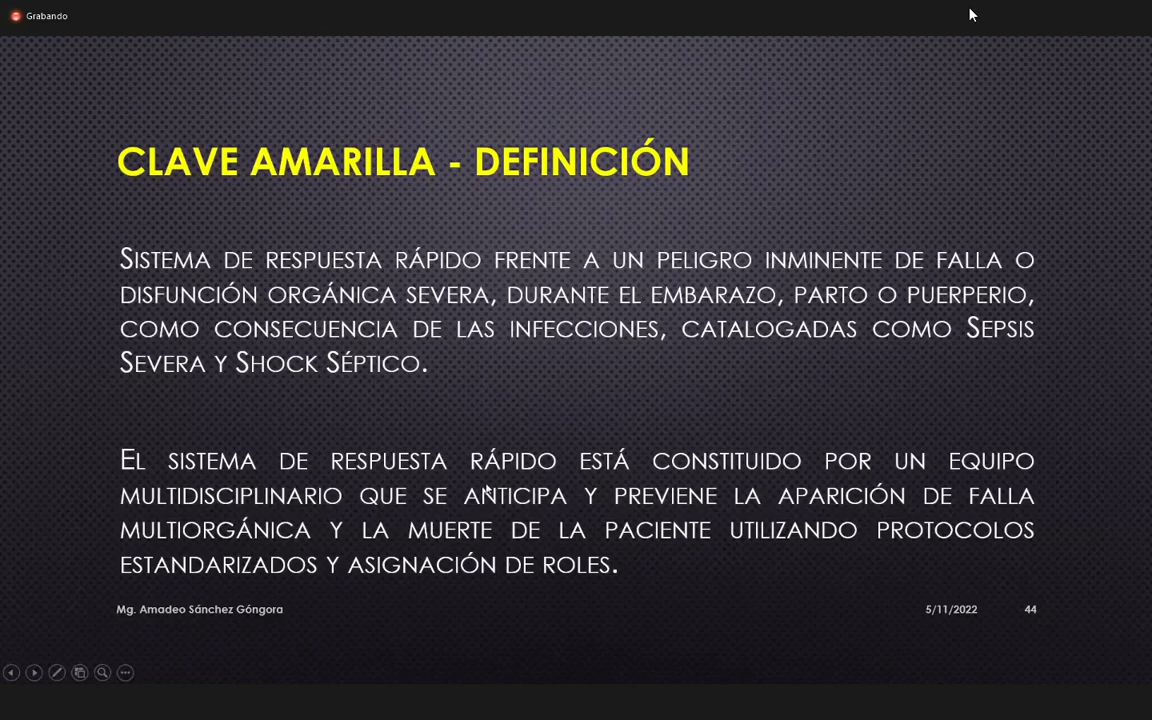 Grabando
CLAVE AMARILLA - DEFINICIÓN
SISTEMA DE RESPUESTA RÁPIDO FRENTE A UN PELIGRO INMINENTE DE FALLA O
DISFUNCIÓN ORGÁNICA SEVERA, DURANTE EL EMBARAZO, PARTO O PUERPERIO,
COMO CONSECUENCIA DE LAS INFECCIONES, CATALOGADAS COMO SEPSIS
SEVERA Y SHOCK SÉPTICO.
EL SISTEMA DE RESPUESTA RÁPIDO ESTÁ CONSTITUIDO POR UN EQUIPO
MULTIDISCIPLINARIO QUE SE ANTICIPA Y PREVIENE LA APARICIÓN DE FALLA
MULTIORGÁNICA Y LA MUERTE DE LA PACIENTE UTILIZANDO PROTOCOLOS
ESTANDARIZADOS Y ASIGNACIÓN DE ROLES.
Mg. Amadeo Sánchez Góngora 5/11/2022 44